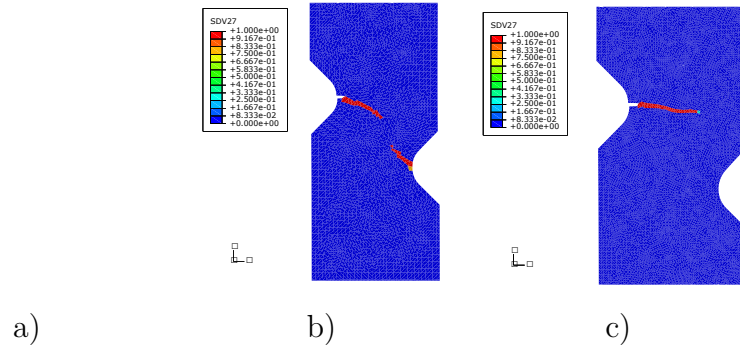 SDV27
+1.000e+00
+9.167e-01
+8.333e-01
+7.500e-01
+6.667e-01
+5.833e-01
+5.000e-01
+4.167e-01
+3.333e-01
+2.500e-01
+1.667e-01
+8.333e-02
+0.000e+00
SDV27
+1.000e+00
+9.167e-01
+8.333e-01
+7.500e-01
+6.667e-01
+5.833e-01
+5.000e-01
+4.167e-01
+3.333e-01
+2.500e-01
+1.667e-01
+8.333e-02
+0.000e+00
a) b) c)